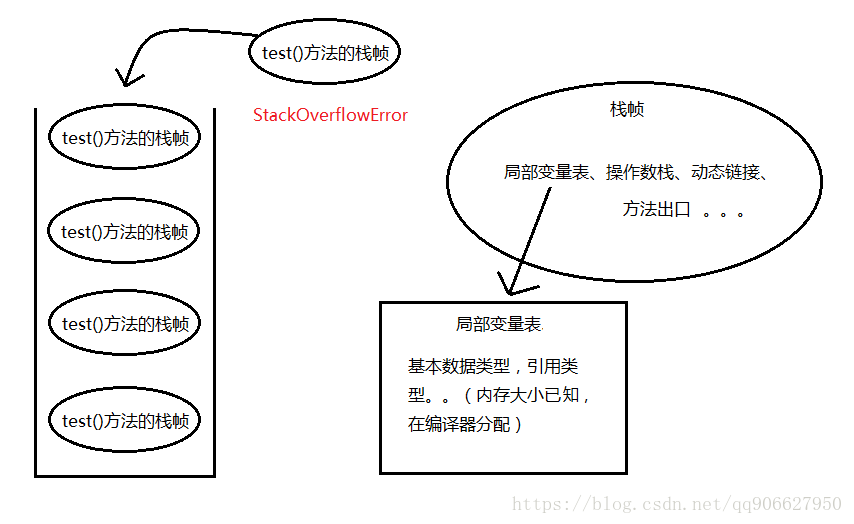 test()方法的栈帧
StackOverflowError
test()方法的栈帧
test()方法的栈帧
test()方法的栈帧
test()方法的栈帧
栈帧
局部变量表、操作数栈、动态链接、
方法出口 。。。
局部变量表
基本数据类型，引用类
型。。（内存大小已知，
在编译器分配）
https://blog.csdn.net/qq906627950